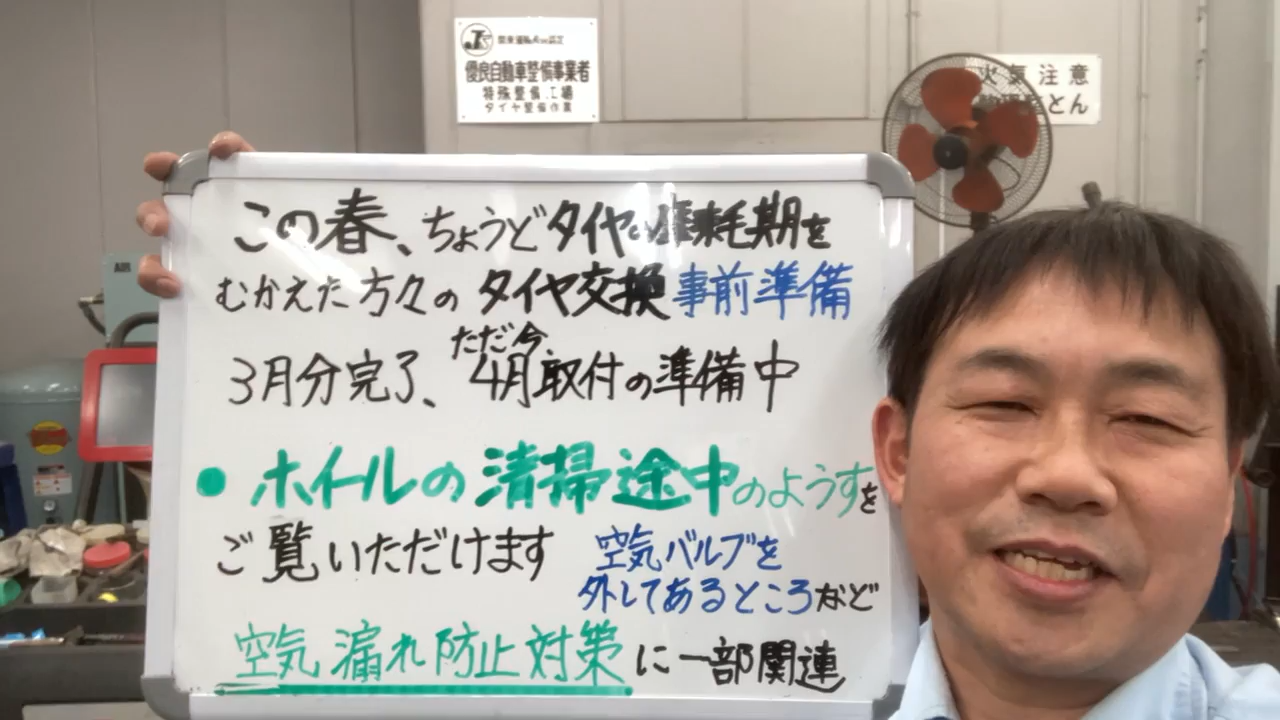 優良自動車整備事業者
特殊整備工場
タイヤ整備作業
火気注意
とん
AIR
この春、ちょうどタイヤの摩耗期を
むかえた方々のタイヤ交換事前準備
ただ今
3月分完了、4月取付の準備中
• ホイールの清掃途中のようすを
ご覧いただけます 空気バルブを
外してあるところなど
空気漏れ防止対策に一部関連